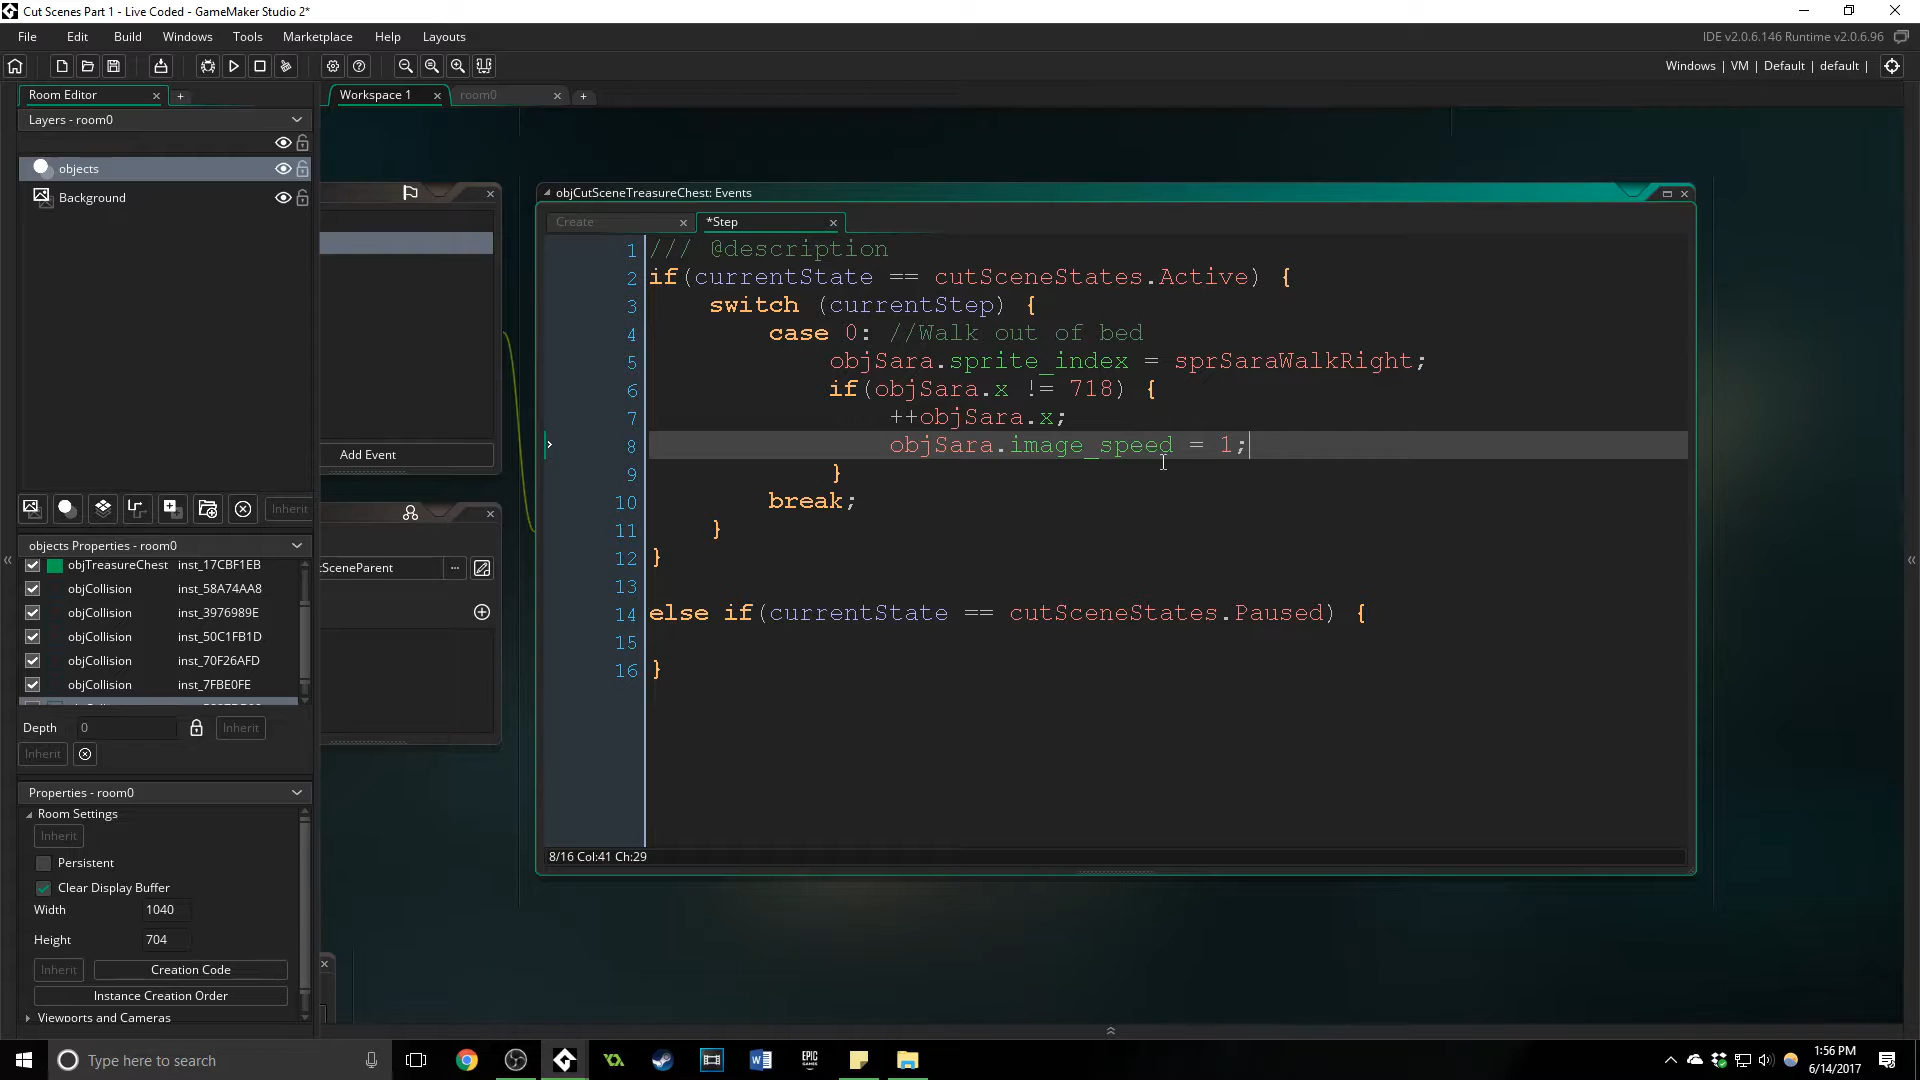 Cut Scenes Part 1 - Live Coded - GameMaker Studio 2*
File Edit Build Windows Tools Marketplace Help Layouts
IDE v2.0.6.146 Runtime v2.0.6.96
Windows | VM | Default | default |
Room Editor
Workspace 1
room0
Layers - room0
objects
Background
objCutSceneTreasureChest: Events
Create
*Step
1 /// @description
2 if(currentState == cutSceneStates.Active) {
3 switch (currentStep) {
4 case 0: //Walk out of bed
5 objSara.sprite_index = sprSaraWalkRight;
6 if(objSara.x != 718) {
7 ++objSara.x;
8 objSara.image_speed = 1;
9 }
10 break;
11 }
12 }
13
14 else if(currentState == cutSceneStates.Paused) {
15
16 }
8/16 Col:41 Ch:29
Add Event
Inherit
tSceneParent
objects Properties - room0
objTreasureChest inst_17CBF1EB
objCollision inst_58A74AA8
objCollision inst_3976989E
objCollision inst_50C1FB1D
objCollision inst_70F26AFD
objCollision inst_7FBE0FE
Depth 0 Inherit
Inherit
Properties - room0
Room Settings
Inherit
Persistent
Clear Display Buffer
Width 1040
Height 704
Inherit Creation Code
Instance Creation Order
Viewports and Cameras
Type here to search
EPIC GAMES
1:56 PM
6/14/2017